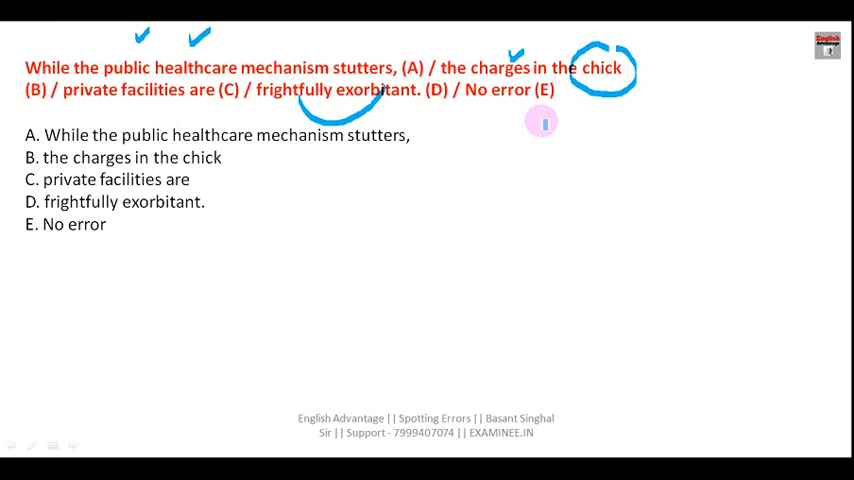 English
Advantage
While the public healthcare mechanism stutters, (A) / the charges in the chick
(B) / private facilities are (C) / frightfully exorbitant. (D) / No error (E)
A. While the public healthcare mechanism stutters,
B. the charges in the chick
C. private facilities are
D. frightfully exorbitant.
E. No error
English Advantage || Spotting Errors || Basant Singhal
Sir || Support - 7999407074 || EXAMINEE.IN